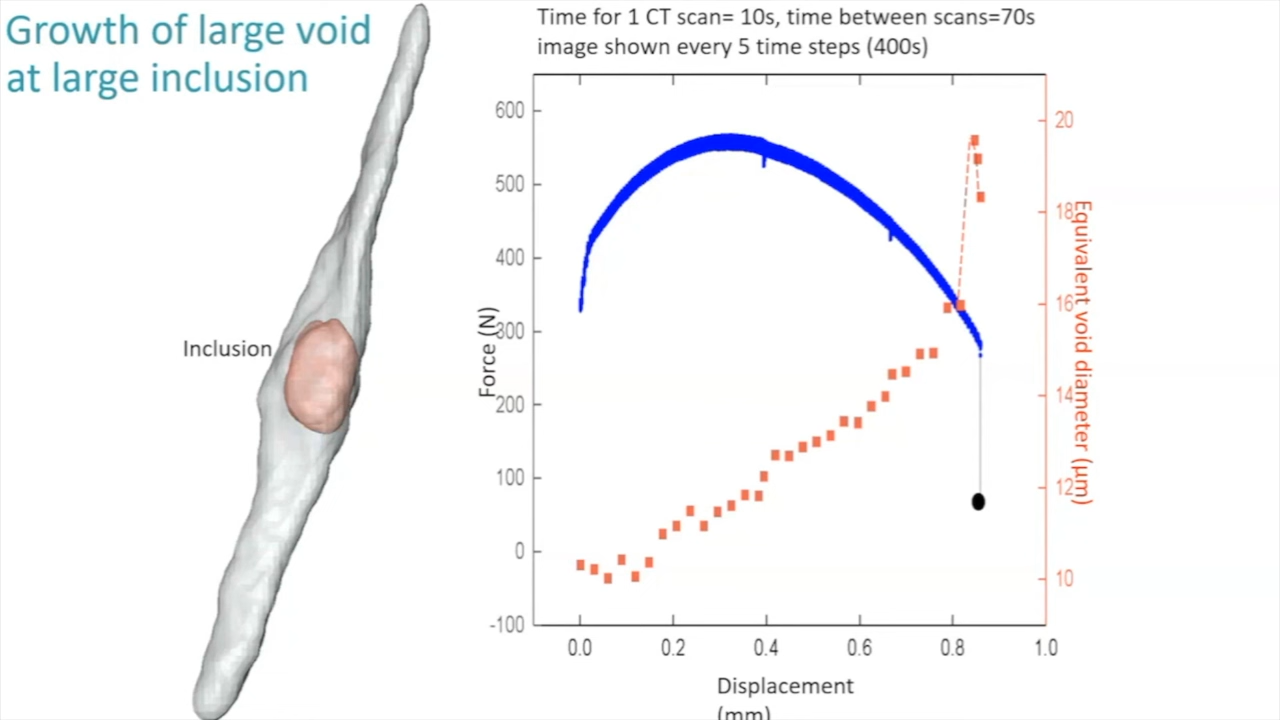 Growth of large void
at large inclusion
Time for 1 CT scan= 10s, time between scans=70s
image shown every 5 time steps (400s)
Inclusion
Force (N)
600
500
400
300
200
100
0
-100
0.0
0.2
0.4
0.6
0.8
1.0
Displacement
(mm)
20
18
16
14
12
10
Equivalent void diameter (μm)